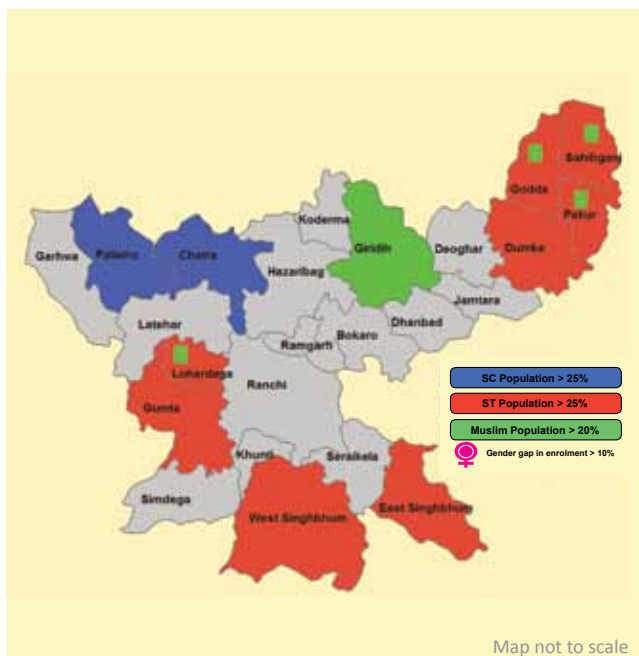 Sahibganj
Godda
Pakur
Koderma
Giridih
Deoghar
Dumka
Garhwa
Palamu
Chatra
Hazaribag
Jamtara
Latehar
Dhanbad
Bokaro
Ramgarh
Lohardaga
Ranchi
Gumla
Khunti
Seraikela
Simdega
West Singhbhum
East Singhbhum
SC Population > 25%
ST Population > 25%
Muslim Population > 20%
Gender gap in enrolment > 10%
Map not to scale